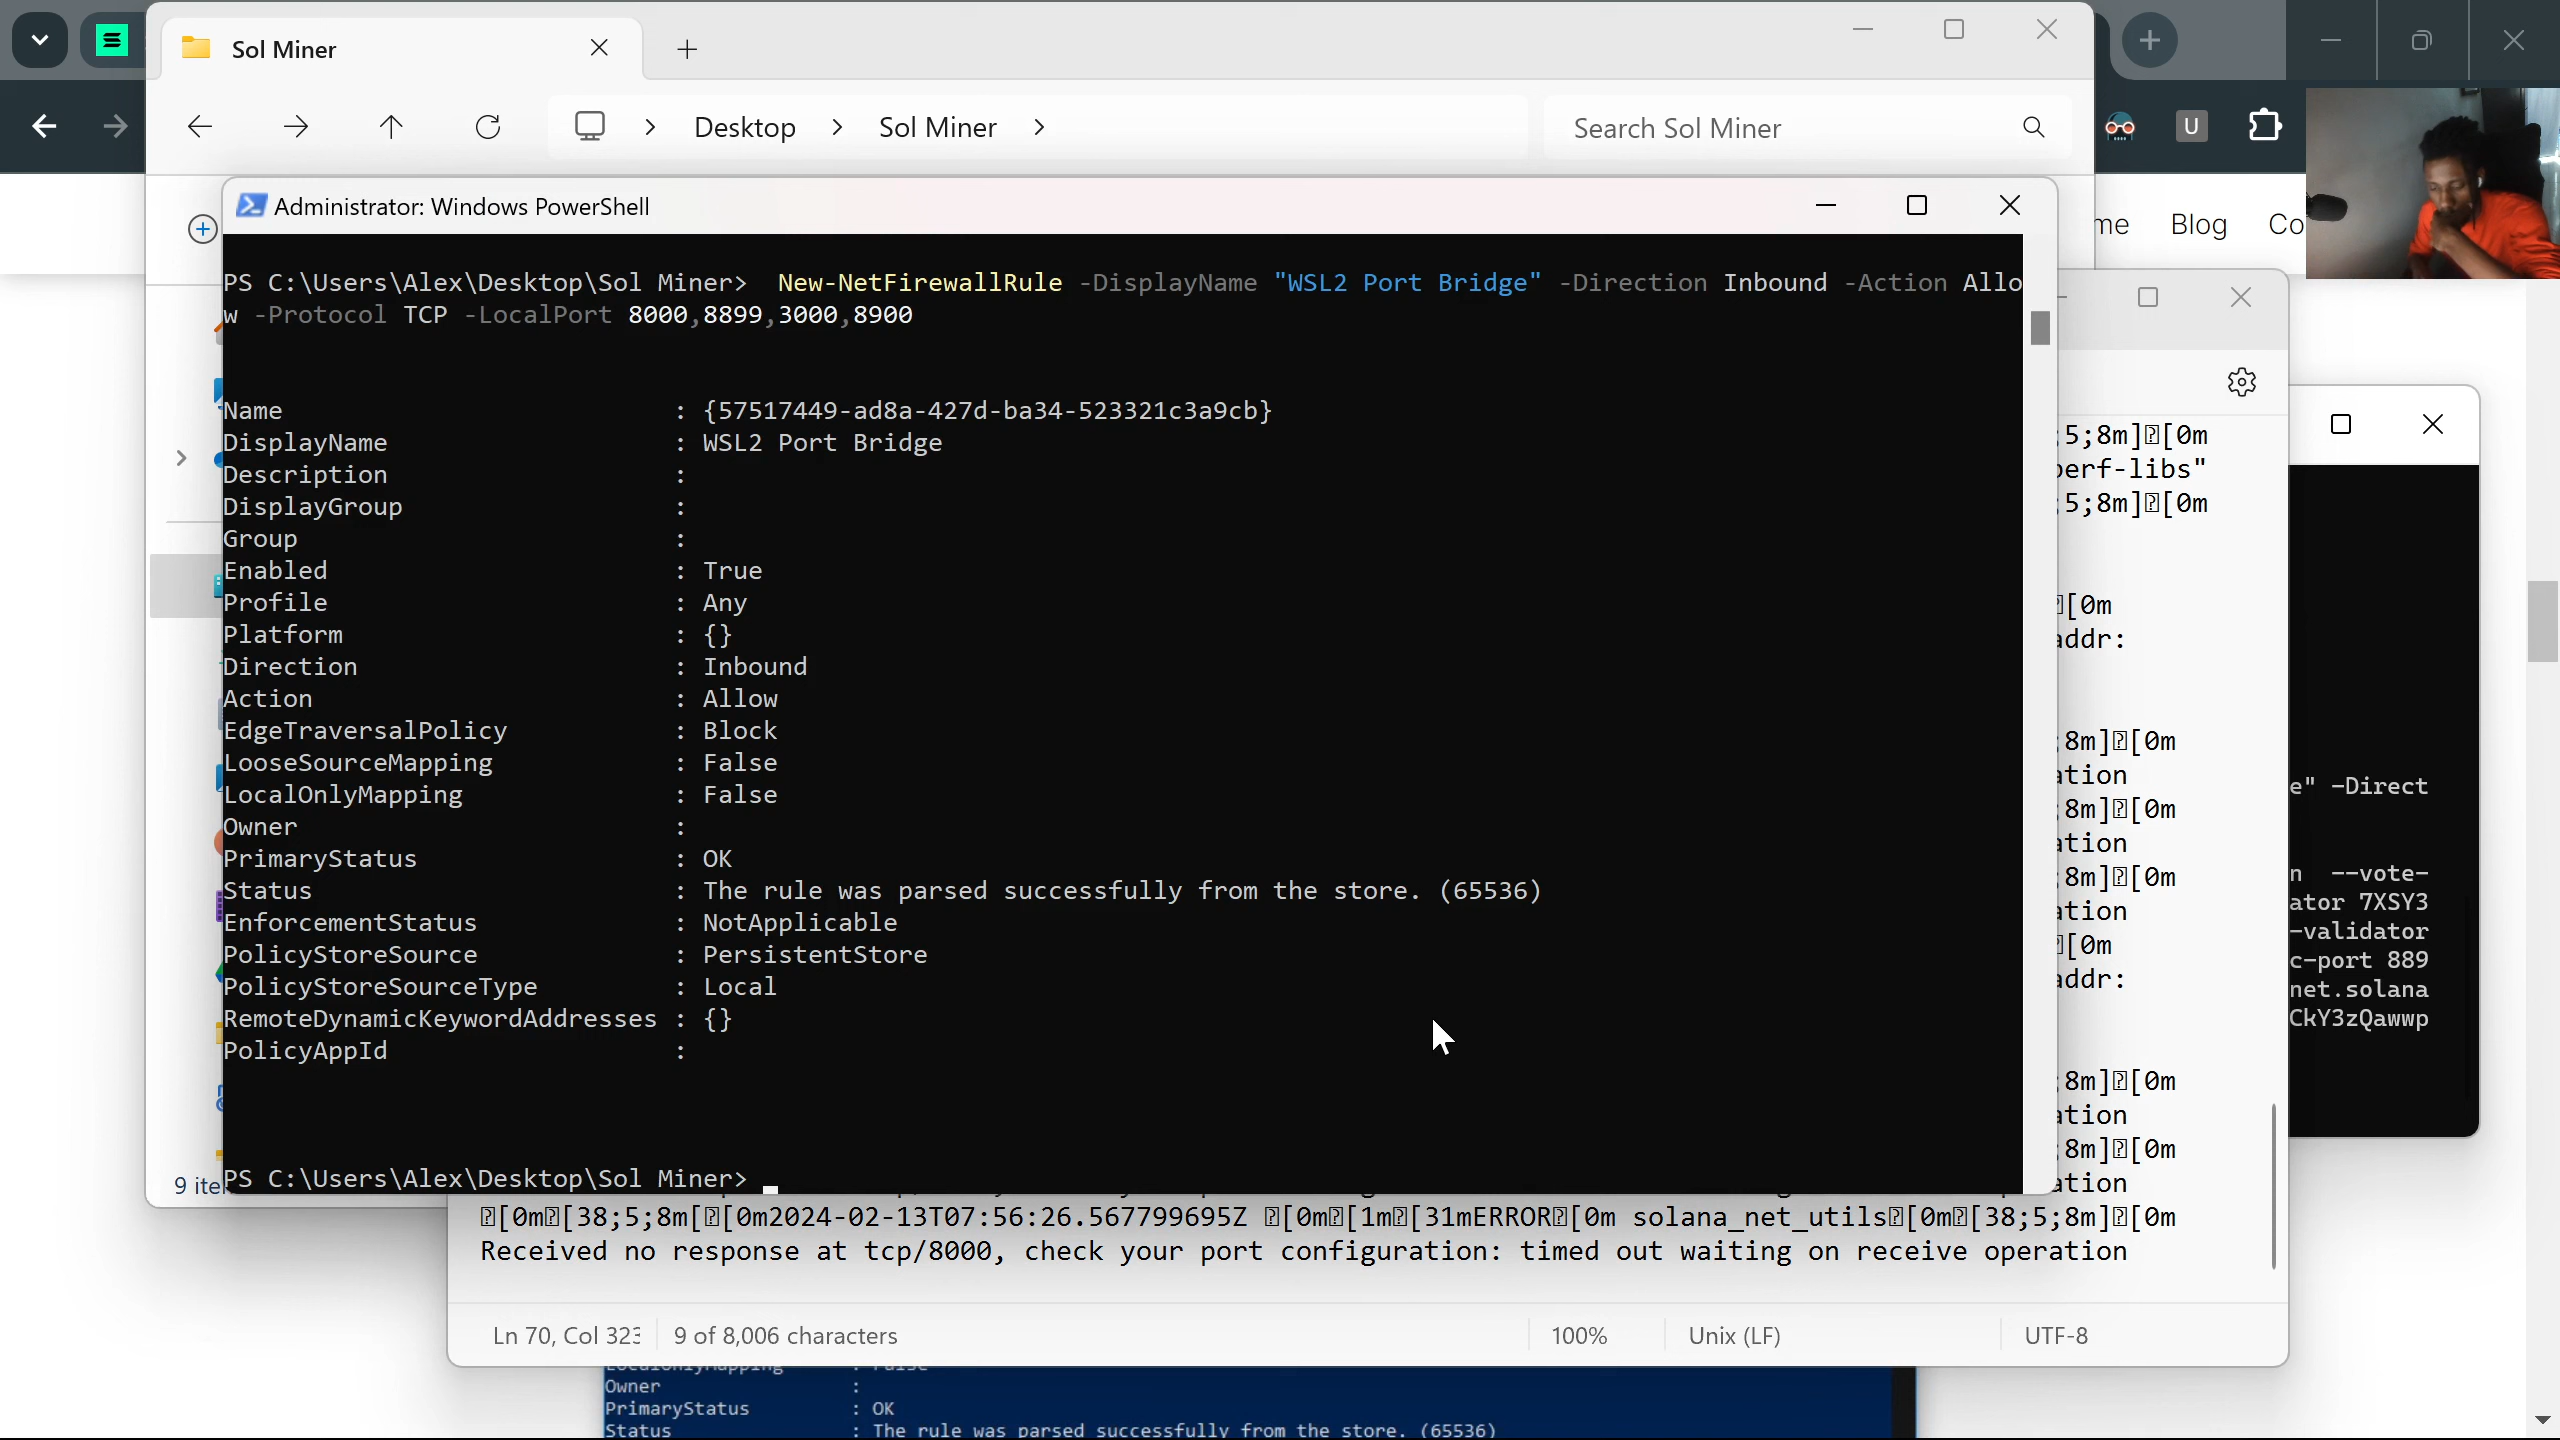 Sol Miner
Desktop
Sol Miner
Search Sol Miner
U
Blog
Administrator: Windows PowerShell
PS C:\Users\Alex\Desktop\Sol Miner>  New-NetFirewallRule -DisplayName "WSL2 Port Bridge" -Direction Inbound -Action Allo
w -Protocol TCP -LocalPort 8000,8899,3000,8900
Name : {57517449-ad8a-427d-ba34-523321c3a9cb}
DisplayName : WSL2 Port Bridge
Description :
DisplayGroup :
Group :
Enabled : True
Profile : Any
Platform : {}
Direction : Inbound
Action : Allow
EdgeTraversalPolicy : Block
LooseSourceMapping : False
LocalOnlyMapping : False
Owner :
PrimaryStatus : OK
Status : The rule was parsed successfully from the store. (65536)
EnforcementStatus : NotApplicable
PolicyStoreSource : PersistentStore
PolicyStoreSourceType : Local
RemoteDynamicKeywordAddresses : {}
PolicyAppId :
PS C:\Users\Alex\Desktop\Sol Miner>
;5;8m]⍰[0m
perf-libs"
;5;8m]⍰[0m
[0m
addr:
;8m]⍰[0m
ation
;8m]⍰[0m
ation
;8m]⍰[0m
ation
[0m
addr:
;8m]⍰[0m
ation
;8m]⍰[0m
ation
e" -Direct
n --vote-
ator 7XSY3
-validator
c-port 889
net.solana
CkY3zQawwp
⍰[0m⍰[38;5;8m[⍰[0m2024-02-13T07:56:26.567799695Z ⍰[0m⍰[1m⍰[31mERROR⍰[0m solana_net_utils⍰[0m⍰[38;5;8m]⍰[0m
Received no response at tcp/8000, check your port configuration: timed out waiting on receive operation
Ln 70, Col 323
9 of 8,006 characters
100%
Unix (LF)
UTF-8
Owner :
PrimaryStatus : OK
Status : The rule was parsed successfully from the store. (65536)